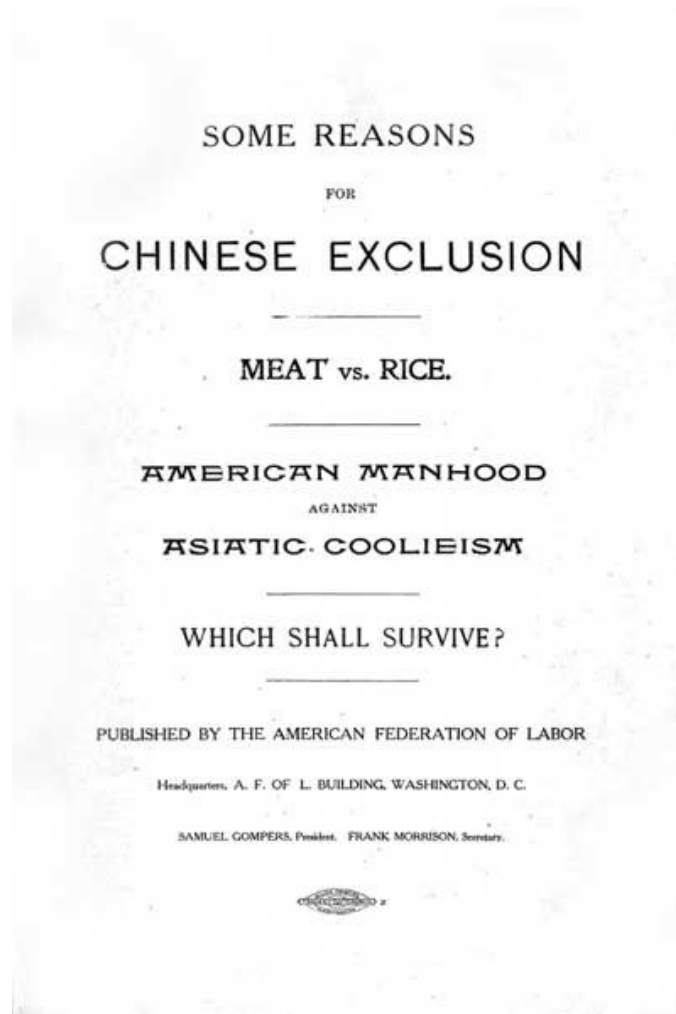 SOME REASONS
FOR
CHINESE EXCLUSION
MEAT vs. RICE.
AMERICAN MANHOOD
AGAINST
ASIATIC COOLIEISM
WHICH SHALL SURVIVE?
PUBLISHED BY THE AMERICAN FEDERATION OF LABOR
Headquarters, A. F. OF L. BUILDING, WASHINGTON, D. C.
SAMUEL GOMPERS, President. FRANK MORRISON, Secretary.